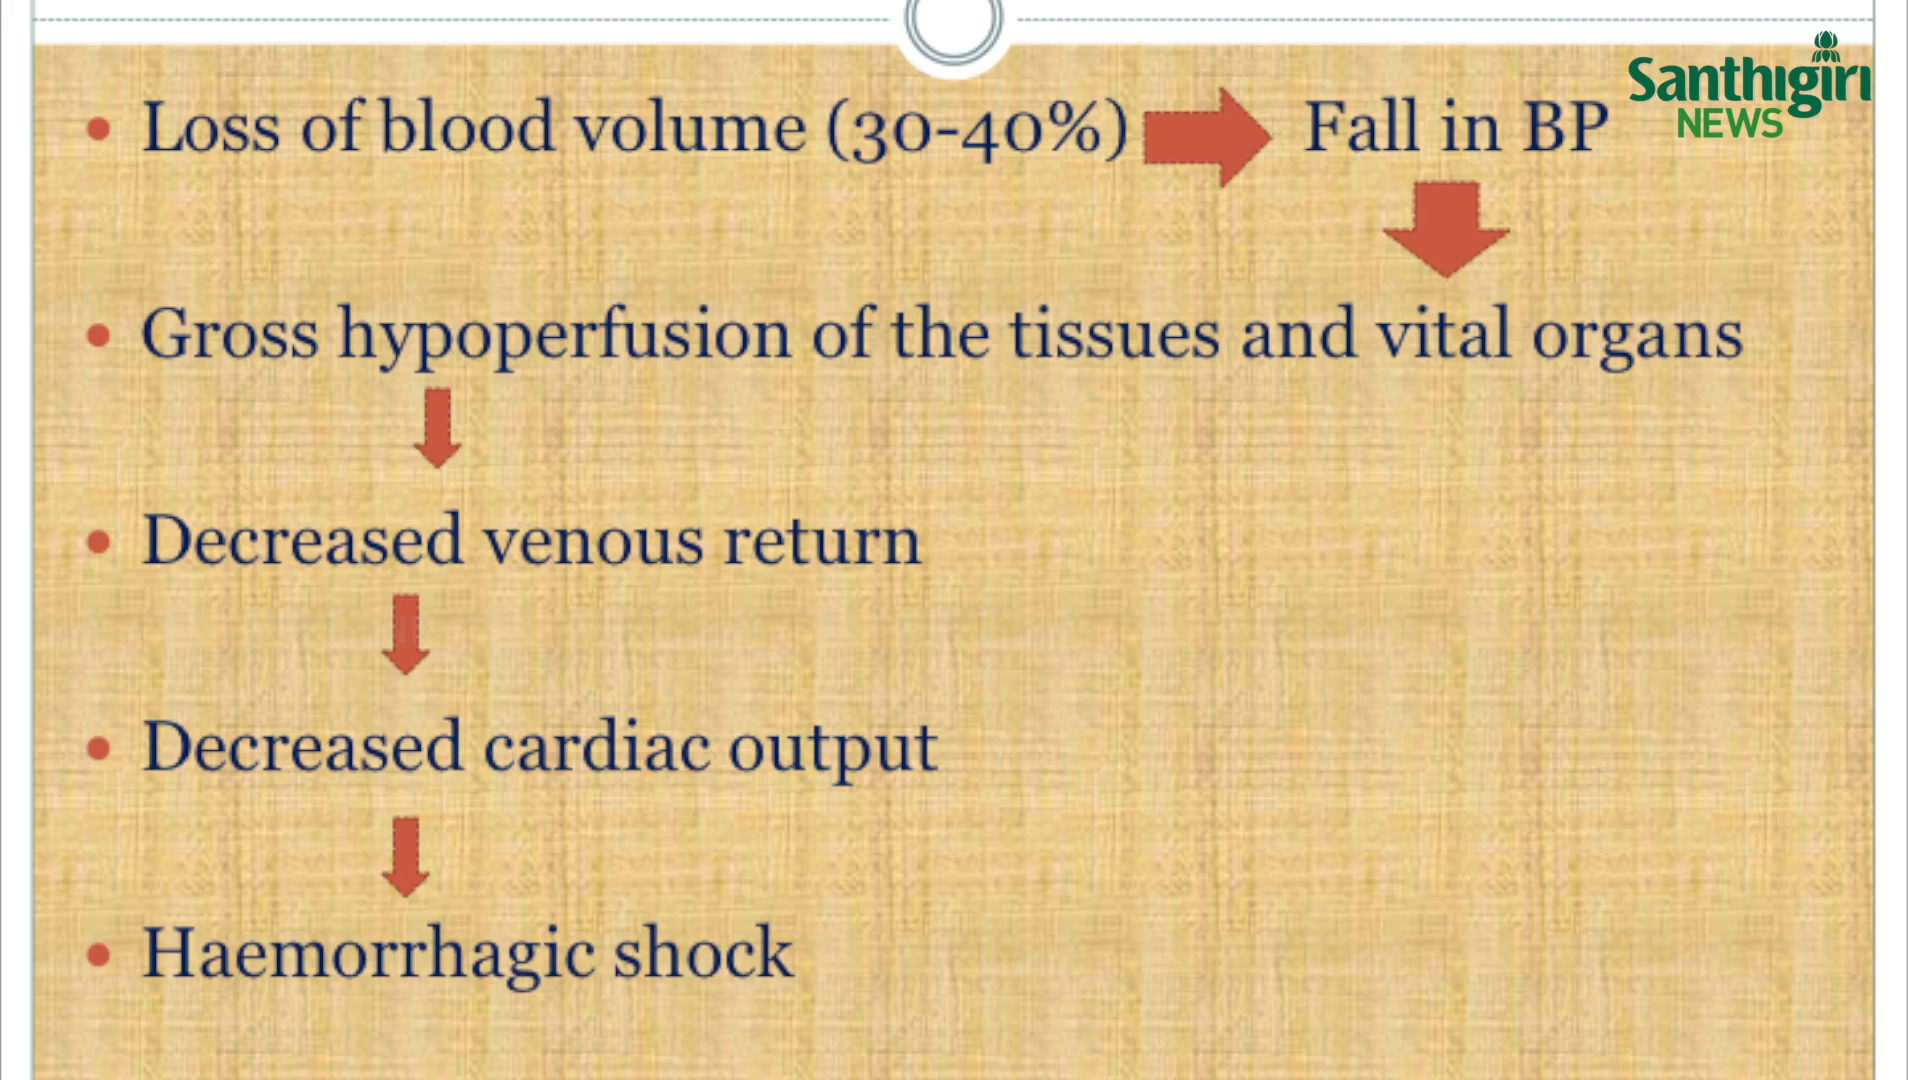 Santhigiri
NEWS
Loss of blood volume (30-40%) Fall in BP
Gross hypoperfusion of the tissues and vital organs
Decreased venous return
Decreased cardiac output
Haemorrhagic shock